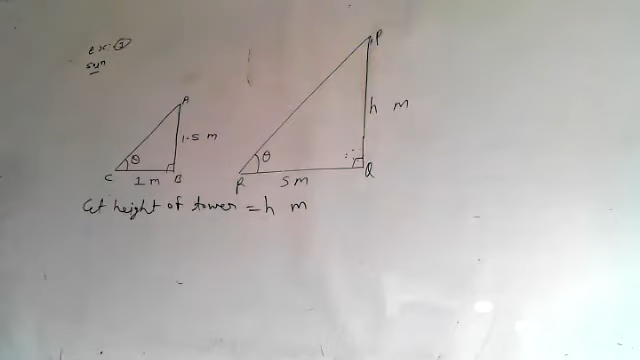 ex:- 1
soln
A
1.5 m
θ
C
1 m
B
P
h m
θ
R
5 m
Q
Let height of tower = h m